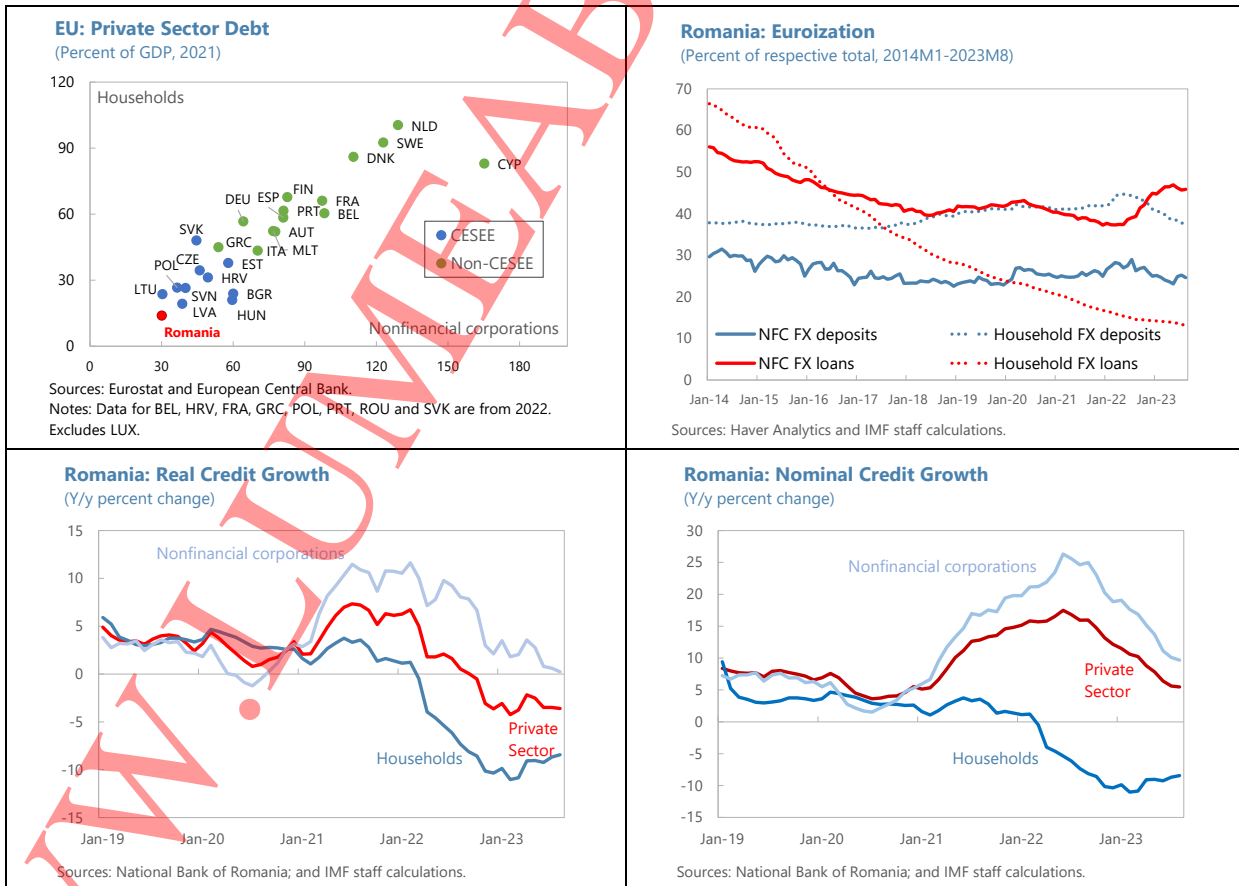 EU: Private Sector Debt
(Percent of GDP, 2021)
120
90
60
30
0
Households
NLD
SWE
DNK
CYP
FIN
ESP
DEU
FRA
PRT
BEL
SVK
AUT
GRC
ITA
MLT
CZE
EST
POL
HRV
LTU
SVN
BGR
LVA
HUN
Romania
CESEE
Non-CESEE
Nonfinancial corporations
0 30 60 90 120 150 180
Sources: Eurostat and European Central Bank.
Notes: Data for BEL, HRV, FRA, GRC, POL, PRT, ROU and SVK are from 2022.
Excludes LUX.
Romania: Euroization
(Percent of respective total, 2014M1-2023M8)
70
60
50
40
30
20
10
0
NFC FX deposits
Household FX deposits
NFC FX loans
Household FX loans
Jan-14 Jan-15 Jan-16 Jan-17 Jan-18 Jan-19 Jan-20 Jan-21 Jan-22 Jan-23
Sources: Haver Analytics and IMF staff calculations.
Romania: Real Credit Growth
(Y/y percent change)
15
10
5
0
-5
-10
-15
Nonfinancial corporations
Private
Sector
Households
Jan-19 Jan-20 Jan-21 Jan-22 Jan-23
Sources: National Bank of Romania; and IMF staff calculations.
Romania: Nominal Credit Growth
(Y/y percent change)
30
25
20
15
10
5
0
-5
-10
-15
Nonfinancial corporations
Private
Sector
Households
Jan-19 Jan-20 Jan-21 Jan-22 Jan-23
Sources: National Bank of Romania; and IMF staff calculations.